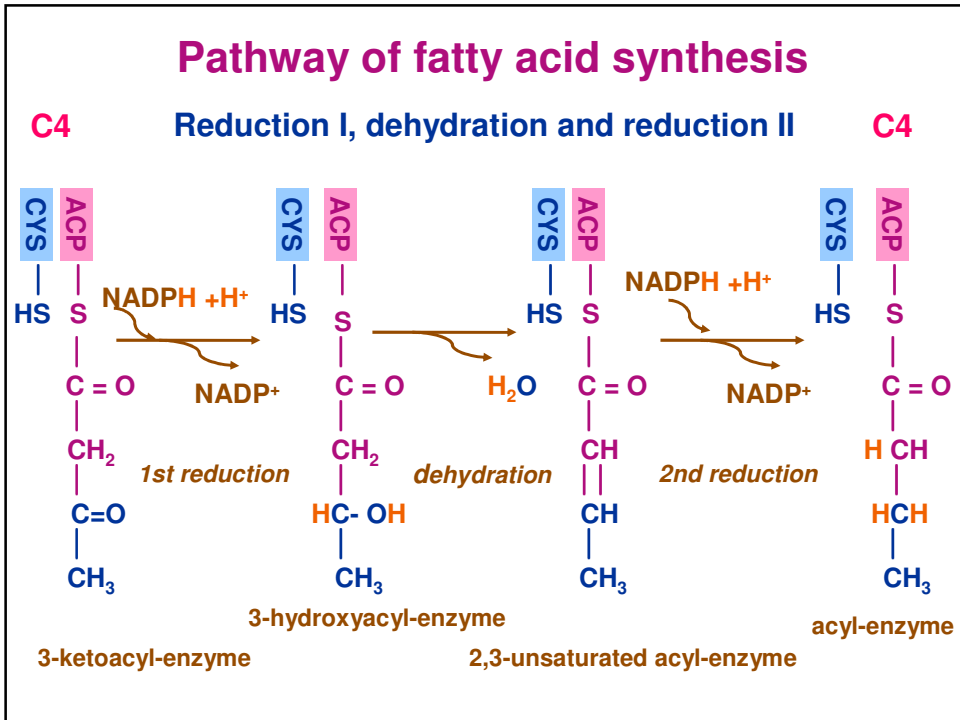 Pathway of fatty acid synthesis
C4 Reduction I, dehydration and reduction II C4
CYS ACP CYS ACP CYS ACP CYS ACP
NADPH +H⁺ NADPH +H⁺
HS S HS S HS S HS S
C = O NADP⁺ C = O H₂O C = O NADP⁺ C = O
CH₂ CH₂ CH H CH
1st reduction dehydration 2nd reduction
C=O HC- OH CH HCH
CH₃ CH₃ CH₃ CH₃
3-hydroxyacyl-enzyme acyl-enzyme
3-ketoacyl-enzyme 2,3-unsaturated acyl-enzyme